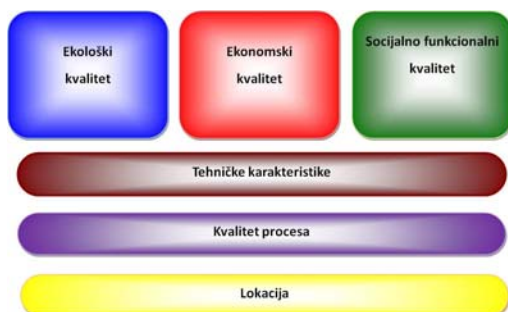 Ekološki
kvalitet
Ekonomski
kvalitet
Socijalno funkcionalni
kvalitet
Tehničke karakteristike
Kvalitet procesa
Lokacija